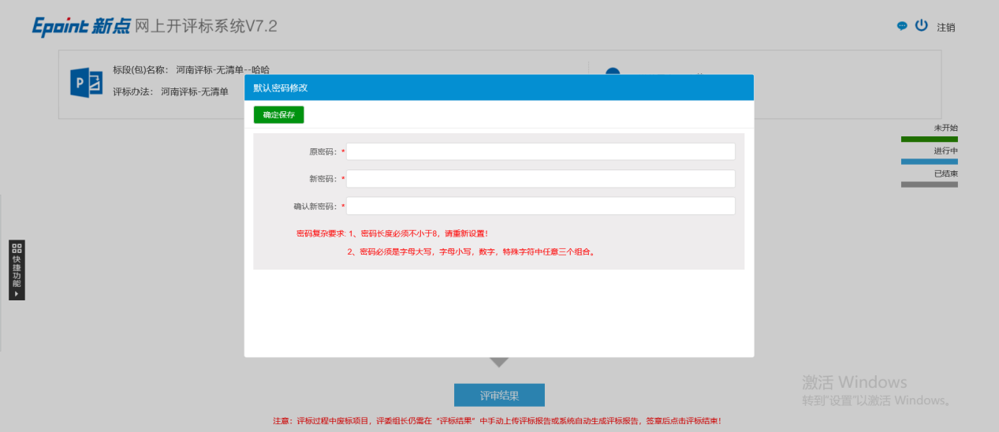 Epoint 新点 网上开评标系统V7.2
注销
标段(包)名称： 河南评标-无清单--哈哈
评标办法： 河南评标-无清单
默认密码修改
确定保存
原密码：*
新密码：*
确认新密码：*
密码复杂要求: 1、密码长度必须不小于8，请重新设置！
2、密码必须是字母大写，字母小写，数字，特殊字符中任意三个组合。
未开始
进行中
已结束
快捷功能
评审结果
激活 Windows
转到"设置"以激活 Windows。
注意：评标过程中废标项目，评委组长仍需在“评标结果”中手动上传评标报告或系统自动生成评标报告，签章后点击评标结束！